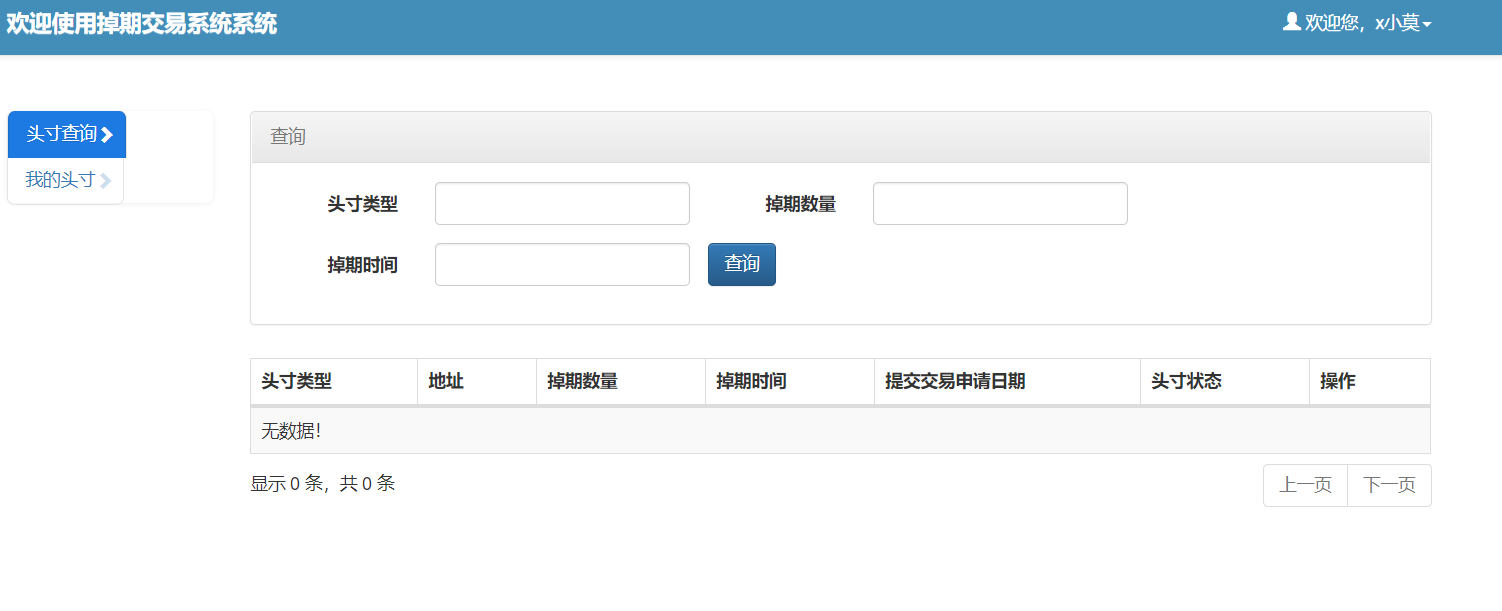 欢迎使用掉期交易系统系统
欢迎您，x小莫
头寸查询
我的头寸
查询
头寸类型 掉期数量
掉期时间 查询
头寸类型 地址 掉期数量 掉期时间 提交交易申请日期 头寸状态 操作
无数据!
显示 0 条，共 0 条
上一页 下一页